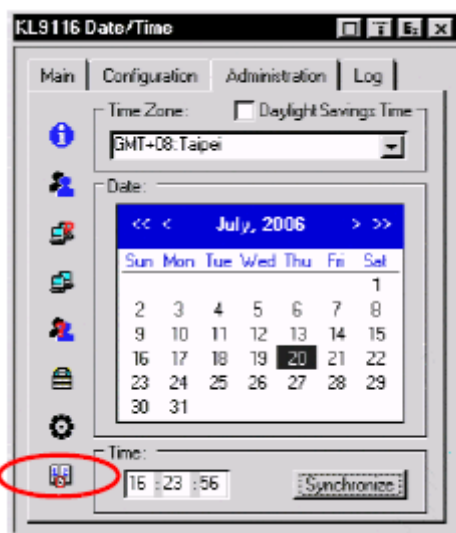 KL9116 Date/Time
Main Configuration Administration Log
Time Zone: Daylight Savings Time
GMT+08:Taipei
Date:
<< < July, 2006 > >>
Sun Mon Tue Wed Thu Fri Sat
1
2 3 4 5 6 7 8
9 10 11 12 13 14 15
16 17 18 19 20 21 22
23 24 25 26 27 28 29
30 31
Time:
16 :23 :56 Synchronize